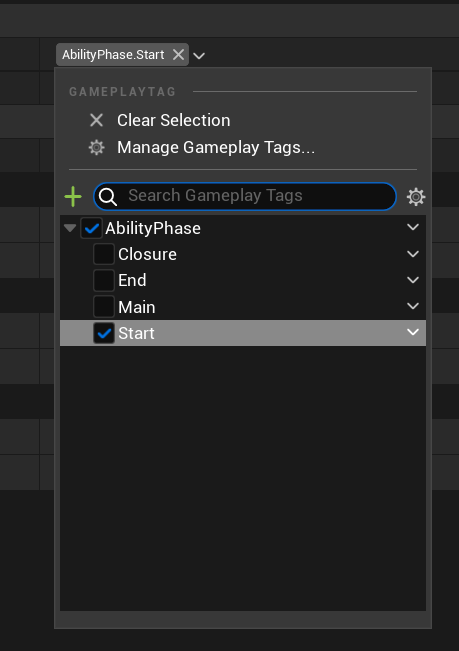 AbilityPhase.Start
GAMEPLAYTAG
Clear Selection
Manage Gameplay Tags...
Search Gameplay Tags
AbilityPhase
Closure
End
Main
Start